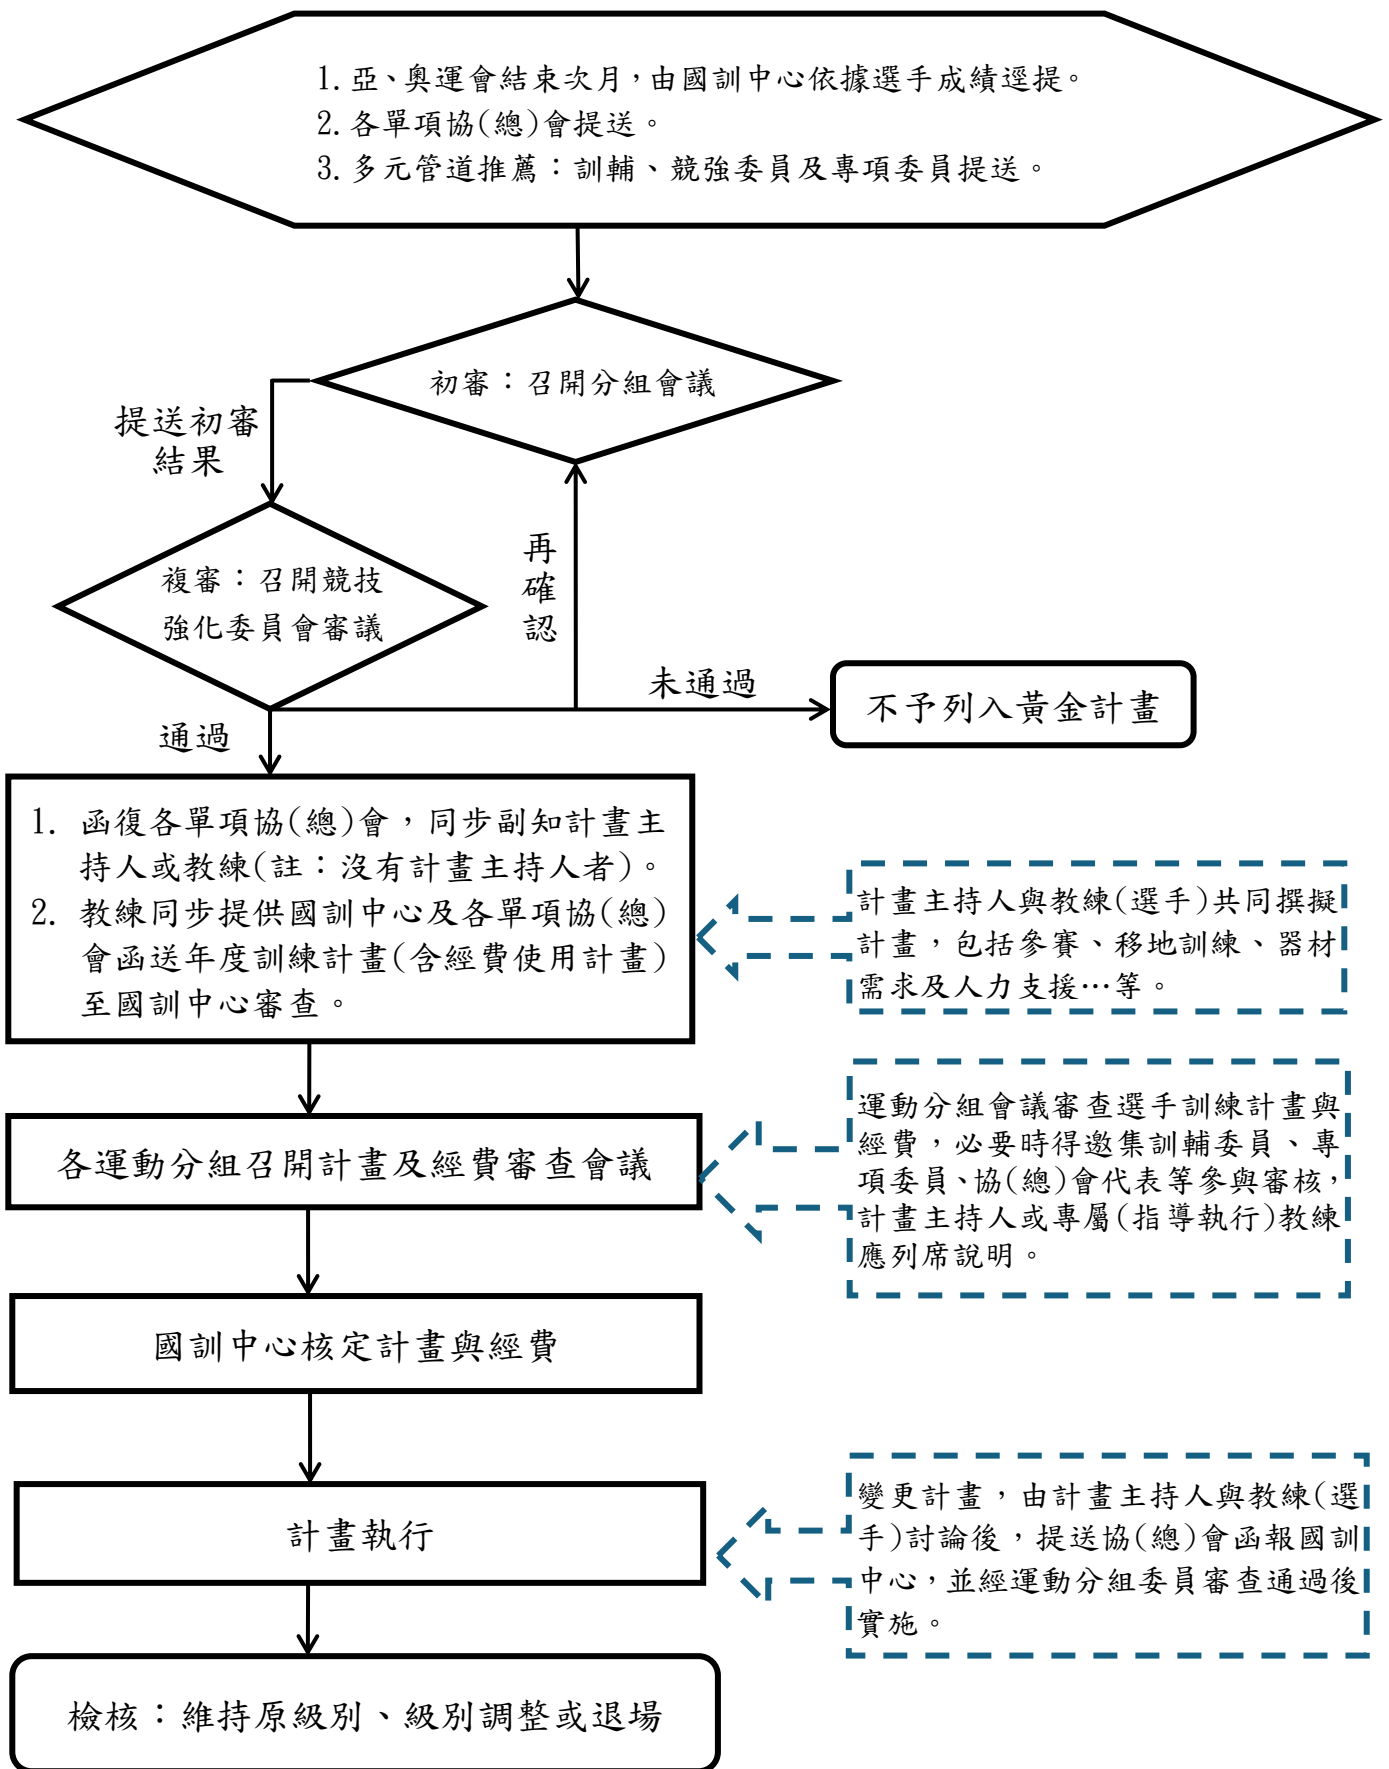 1. 亞、奧運會結束次月，由國訓中心依據選手成績逕提。
2. 各單項協(總)會提送。
3. 多元管道推薦：訓輔、競強委員及專項委員提送。
初審：召開分組會議
提送初審
結果
複審：召開競技
強化委員會審議
再
確
認
未通過
不予列入黃金計畫
通過
1. 函復各單項協(總)會，同步副知計畫主
持人或教練(註：沒有計畫主持人者)。
2. 教練同步提供國訓中心及各單項協(總)
會函送年度訓練計畫(含經費使用計畫)
至國訓中心審查。
計畫主持人與教練(選手)共同撰擬
計畫，包括參賽、移地訓練、器材
需求及人力支援…等。
各運動分組召開計畫及經費審查會議
運動分組會議審查選手訓練計畫與
經費，必要時得邀集訓輔委員、專
項委員、協(總)會代表等參與審核，
計畫主持人或專屬(指導執行)教練
應列席說明。
國訓中心核定計畫與經費
計畫執行
變更計畫，由計畫主持人與教練(選
手)討論後，提送協(總)會函報國訓
中心，並經運動分組委員審查通過後
實施。
檢核：維持原級別、級別調整或退場